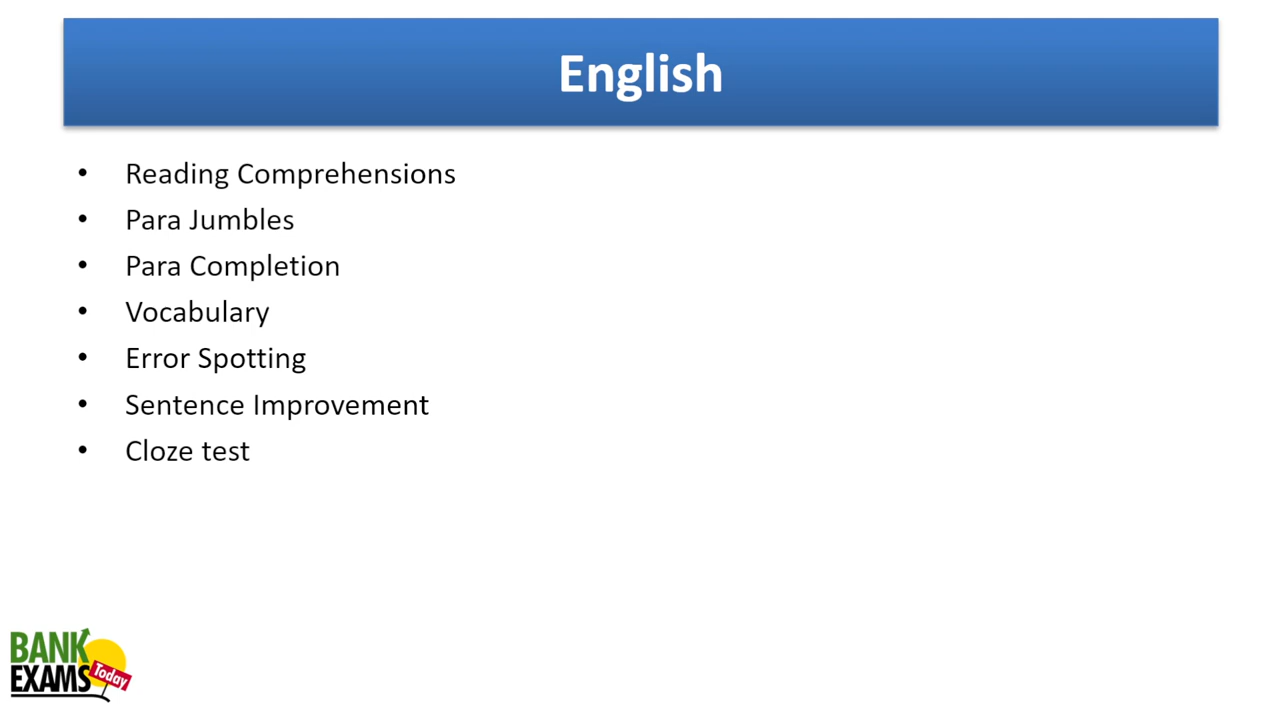 English
• Reading Comprehensions
• Para Jumbles
• Para Completion
• Vocabulary
• Error Spotting
• Sentence Improvement
• Cloze test
BANK
EXAMS Today